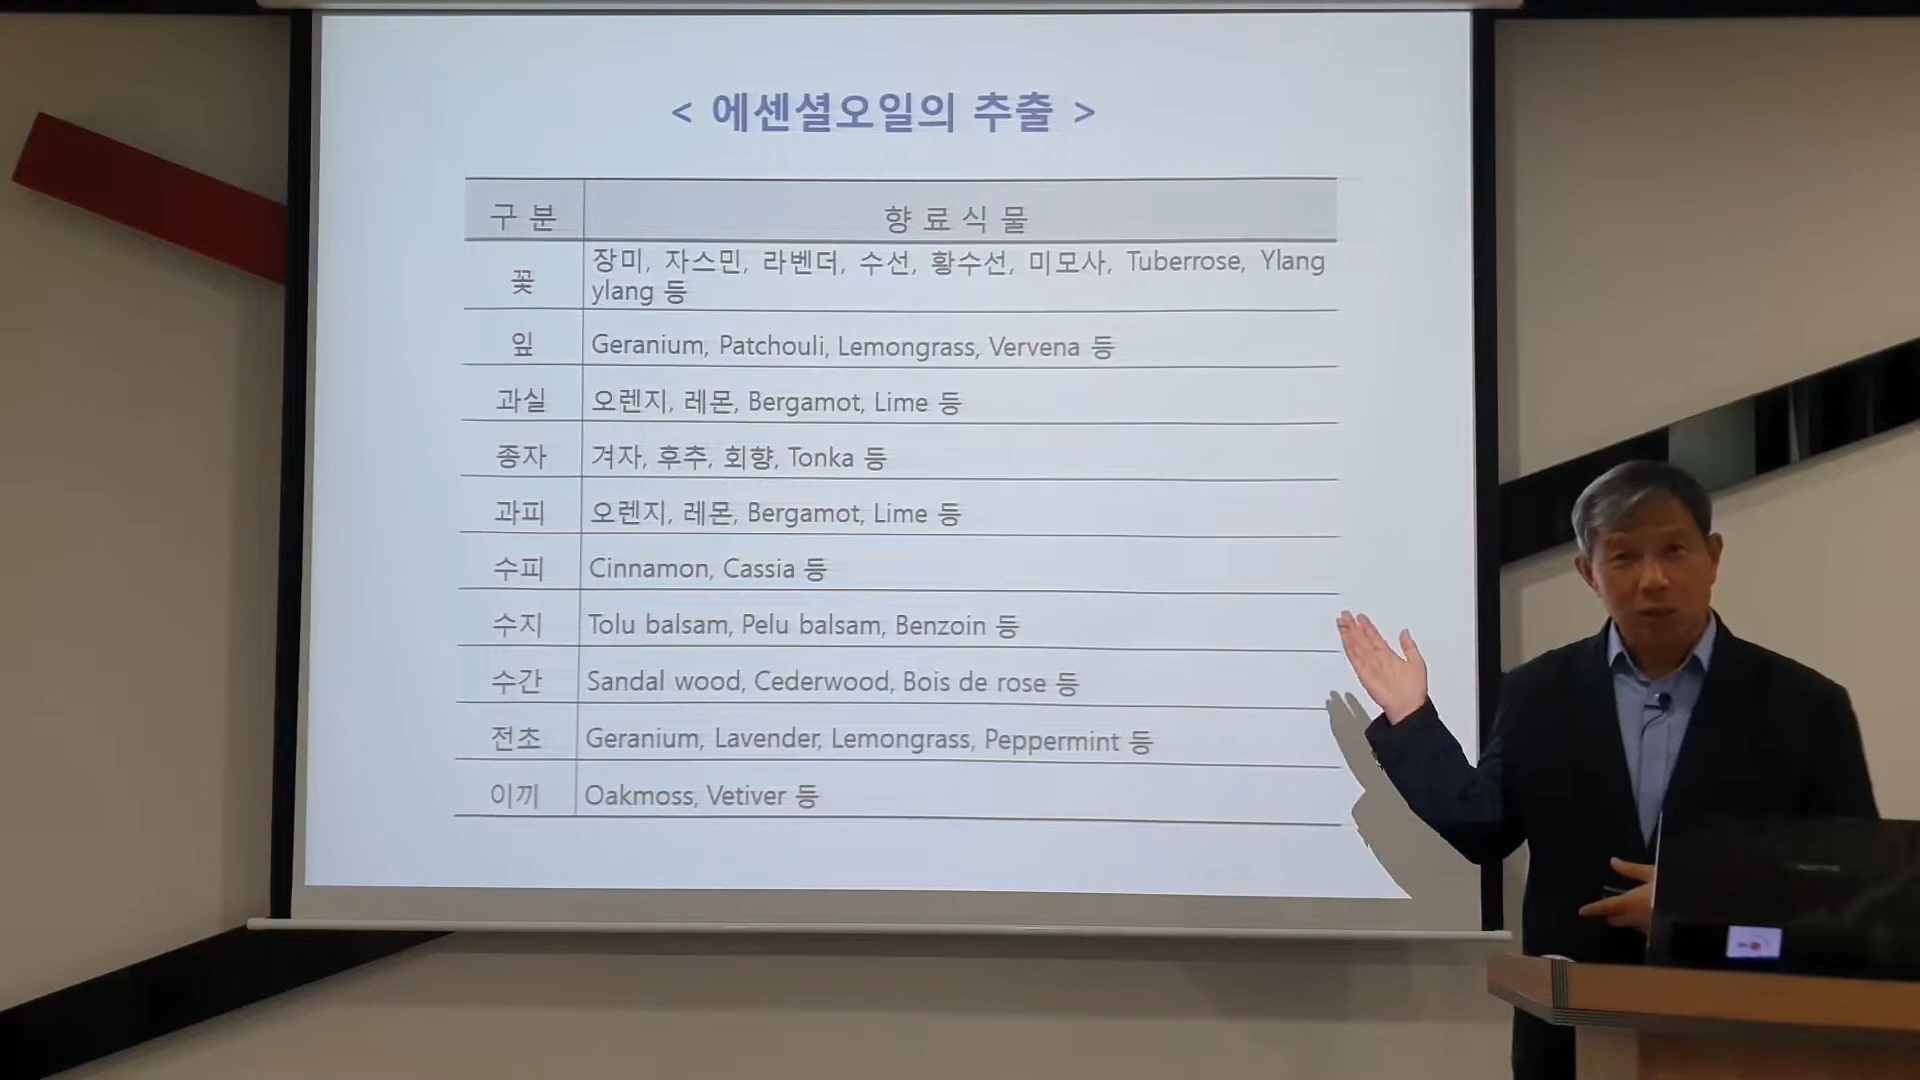 < 에센셜오일의 추출 >
구 분 향 료 식 물
꽃 장미, 자스민, 라벤더, 수선, 황수선, 미모사, Tuberrose, Ylang
ylang 등
잎 Geranium, Patchouli, Lemongrass, Vervena 등
과실 오렌지, 레몬, Bergamot, Lime 등
종자 겨자, 후추, 회향, Tonka 등
과피 오렌지, 레몬, Bergamot, Lime 등
수피 Cinnamon, Cassia 등
수지 Tolu balsam, Pelu balsam, Benzoin 등
수간 Sandal wood, Cederwood, Bois de rose 등
전초 Geranium, Lavender, Lemongrass, Peppermint 등
이끼 Oakmoss, Vetiver 등